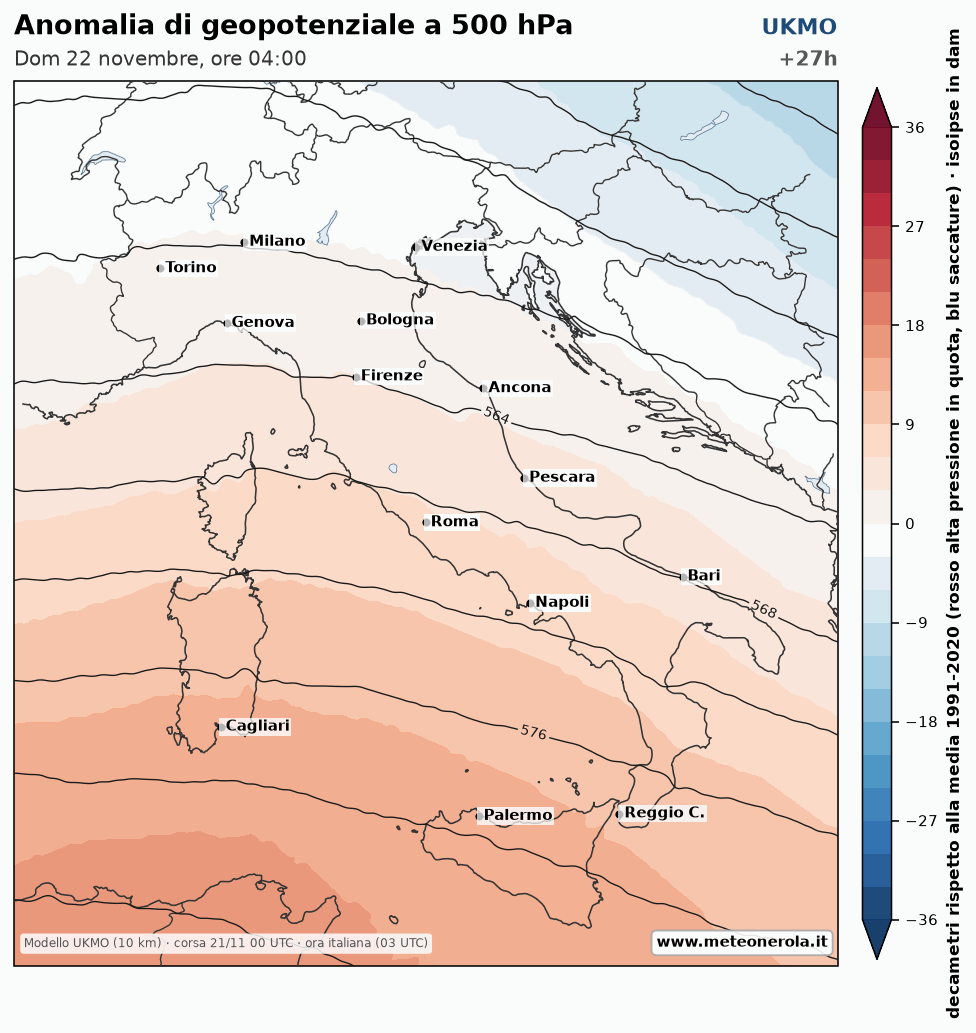 Anomalia di geopotenziale a 500 hPa
UKMO
Dom 22 novembre, ore 04:00
+27h
Milano
Venezia
Torino
Genova
Bologna
Firenze
Ancona
564
Pescara
Roma
Bari
Napoli
568
Cagliari
576
Palermo
Reggio C.
Modello UKMO (10 km) · corsa 21/11 00 UTC · ora italiana (03 UTC)
www.meteonerola.it
36
27
18
9
0
−9
−18
−27
−36
decametri rispetto alla media 1991-2020 (rosso alta pressione in quota, blu saccature) · isoipse in dam